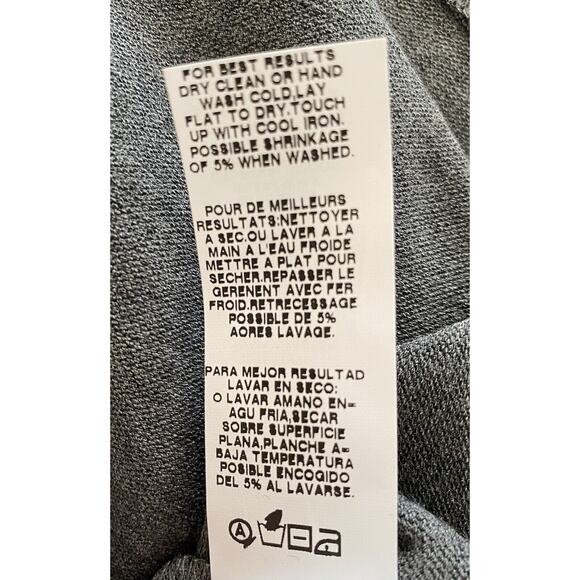 FOR BEST RESULTS
DRY CLEAN OR HAND
WASH COLD,LAY
FLAT TO DRY.TOUCH
UP WITH COOL IRON.
POSSIBLE SHRINKAGE
OF 5% WHEN WASHED.
POUR DE MEILLEURS
RESULTATS:NETTOYER
A SEC.OU LAVER A LA
MAIN A L'EAU FROIDE
METTRE A PLAT POUR
SECHER.REPASSER LE
GERENENT AVEC FER
FROID.RETRECESSAGE
POSSIBLE DE 5%
AORES LAVAGE.
PARA MEJOR RESULTAD
LAVAR EN SECO:
O LAVAR AMANO EN=
AGU FRIA,SECAR
SOBRE SUPERFICIE
PLANA,PLANCHE A=
BAJA TEMPERATURA
POSIBLE ENCOGIDO
DEL 5% AL LAVARSE.
A